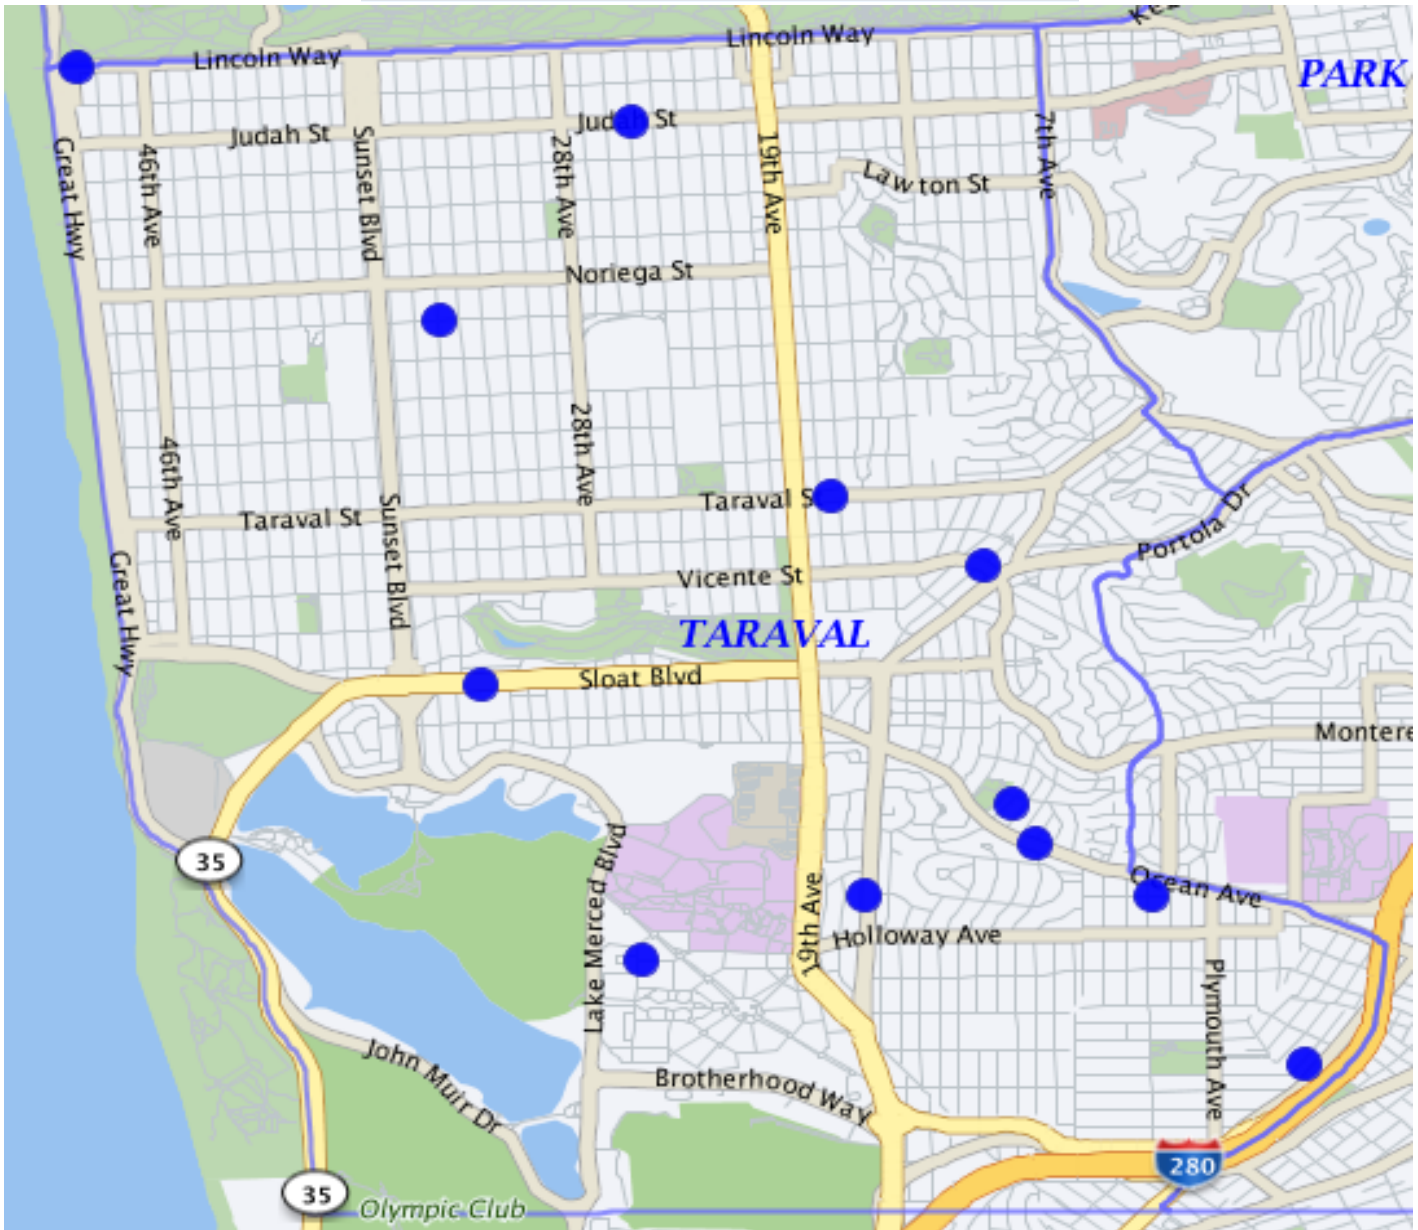 Lincoln Way
Lincoln Way
PARK
Judah St
Judah St
Great Hwy
46th Ave
Sunset Blvd
28th Ave
19th Ave
7th Ave
Lawton St
Noriega St
46th Ave
28th Ave
Taraval St
Sunset Blvd
Taraval S
Portola Dr
Great Hwy
Vicente St
TARAVAL
Sloat Blvd
Montere
35
Lake Merced Blvd
19th Ave
Ocean Ave
Holloway Ave
Plymouth Ave
John Muir Dr
Brotherhood Way
280
35
Olympic Club